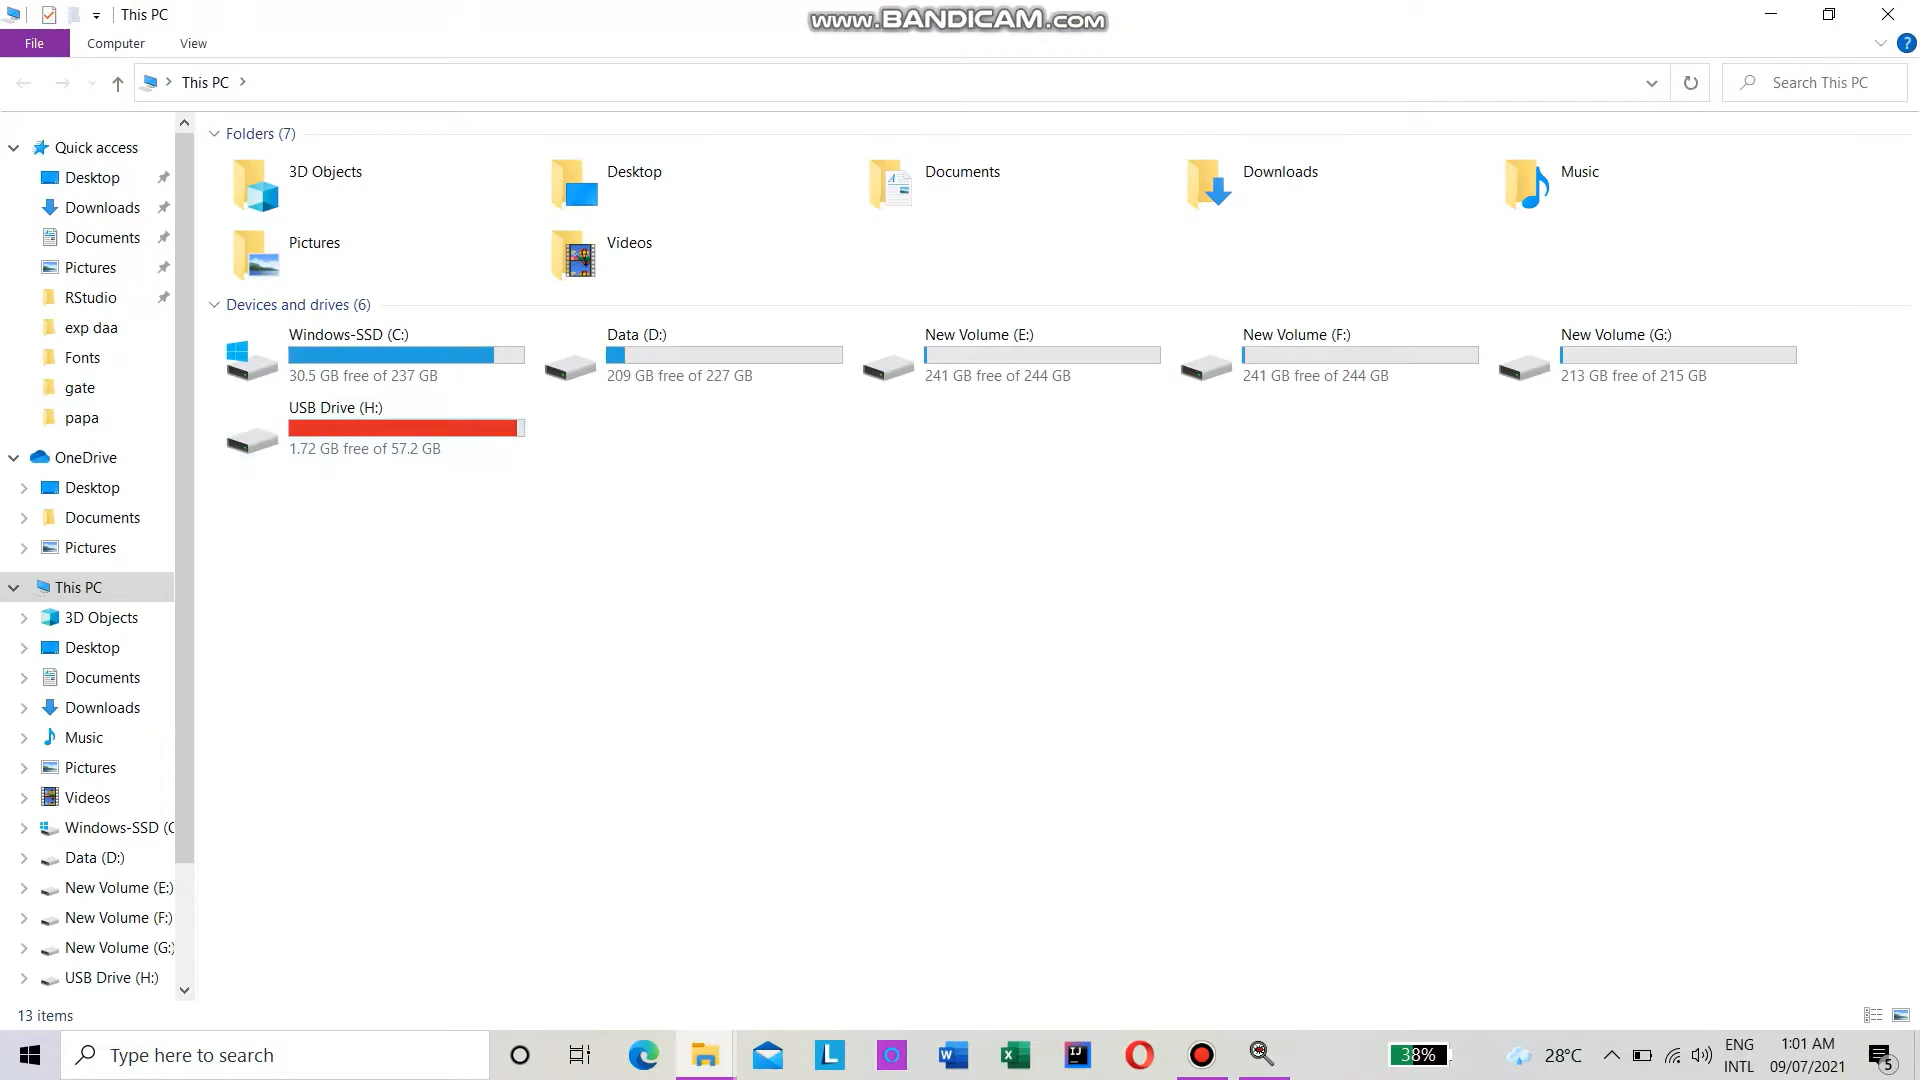 This PC
www.BANDICAM.com
File Computer View
This PC
Search This PC
Quick access
Desktop
Downloads
Documents
Pictures
RStudio
exp daa
Fonts
gate
papa
OneDrive
Desktop
Documents
Pictures
This PC
3D Objects
Desktop
Documents
Downloads
Music
Pictures
Videos
Windows-SSD (C
Data (D:)
New Volume (E:)
New Volume (F:)
New Volume (G:)
USB Drive (H:)
Folders (7)
3D Objects
Desktop
Documents
Downloads
Music
Pictures
Videos
Devices and drives (6)
Windows-SSD (C:)
30.5 GB free of 237 GB
Data (D:)
209 GB free of 227 GB
New Volume (E:)
241 GB free of 244 GB
New Volume (F:)
241 GB free of 244 GB
New Volume (G:)
213 GB free of 215 GB
USB Drive (H:)
1.72 GB free of 57.2 GB
13 items
Type here to search
L
W
X
IJ
38%
28°C
ENG
INTL
1:01 AM
09/07/2021
5